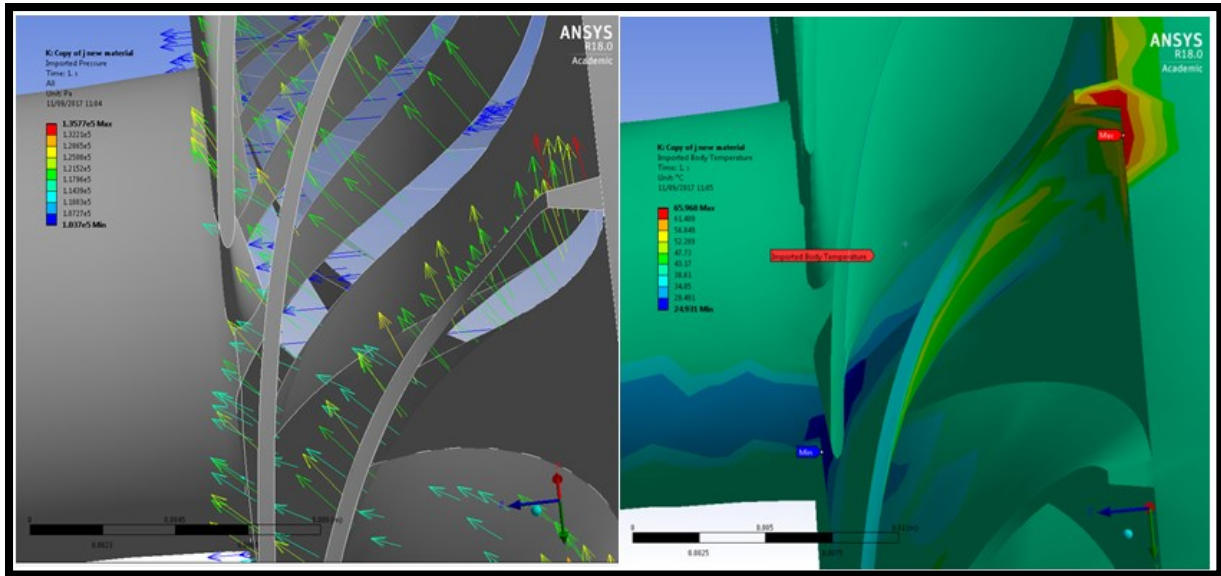 K: Copy of j new material
Imported Pressure
Time: 1. s
All
Unit: Pa
11/09/2017 11:04
1.3577e5 Max
1.3221e5
1.2865e5
1.2508e5
1.2152e5
1.1796e5
1.1439e5
1.1083e5
1.0727e5
1.037e5 Min
ANSYS
R18.0
Academic
0
0.0045
0.009 (m)
ANSYS
R18.0
Academic
K: Copy of j new material
Imported Body Temperature
Time: 1. s
Unit: °C
11/09/2017 11:05
65.968 Max
61.409
56.849
52.289
47.73
43.17
38.61
34.05
29.491
24.931 Min
Max
Imported Body Temperature
Min
0
0.005
0.0025
0.0075